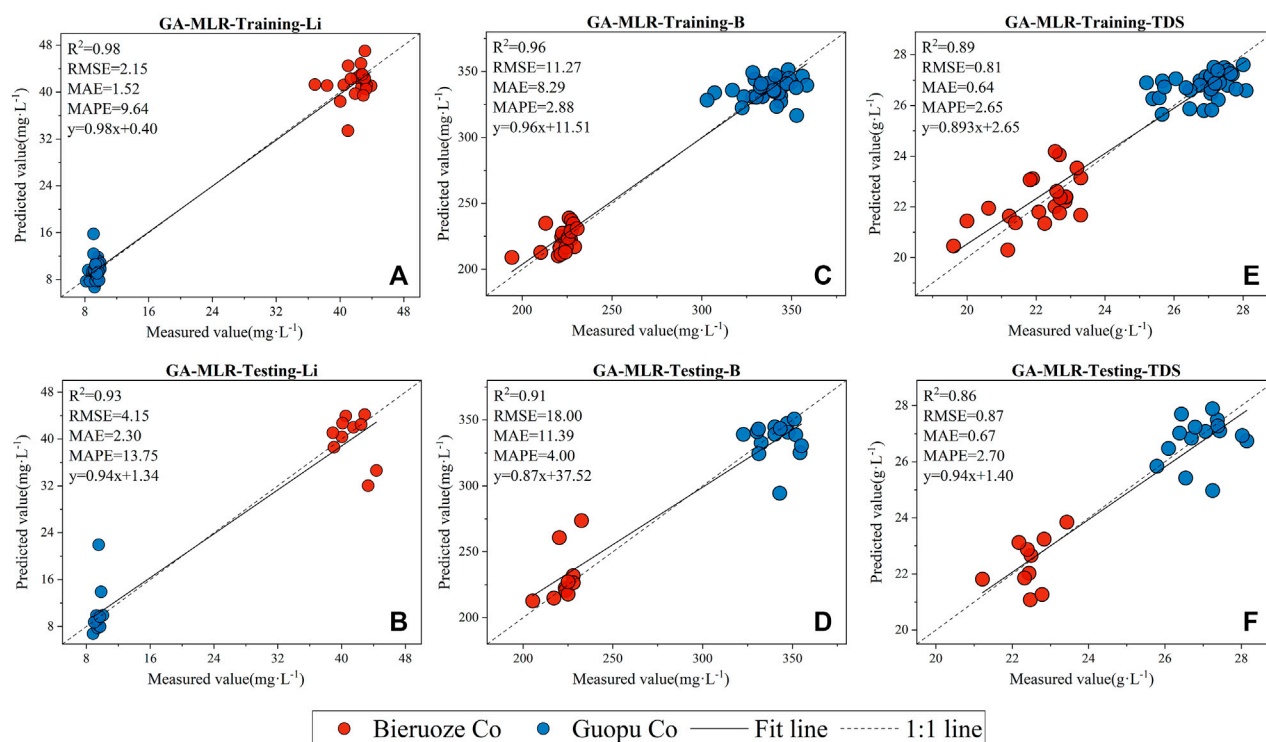 GA-MLR-Training-Li
R²=0.98
RMSE=2.15
MAE=1.52
MAPE=9.64
y=0.98x+0.40
Predicted value(mg·L⁻¹)
48
40
32
24
16
8
A
8 16 24 32 40 48
Measured value(mg·L⁻¹)
GA-MLR-Training-B
R²=0.96
RMSE=11.27
MAE=8.29
MAPE=2.88
y=0.96x+11.51
Predicted value(mg·L⁻¹)
350
300
250
200
C
200 250 300 350
Measured value(mg·L⁻¹)
GA-MLR-Training-TDS
R²=0.89
RMSE=0.81
MAE=0.64
MAPE=2.65
y=0.893x+2.65
Predicted value(g·L⁻¹)
28
26
24
22
20
E
20 22 24 26 28
Measured value(g·L⁻¹)
GA-MLR-Testing-Li
R²=0.93
RMSE=4.15
MAE=2.30
MAPE=13.75
y=0.94x+1.34
Predicted value(mg·L⁻¹)
48
40
32
24
16
8
B
8 16 24 32 40 48
Measured value(mg·L⁻¹)
GA-MLR-Testing-B
R²=0.91
RMSE=18.00
MAE=11.39
MAPE=4.00
y=0.87x+37.52
Predicted value(mg·L⁻¹)
350
300
250
200
D
200 225 250 275 300 325 350 375
Measured value(mg·L⁻¹)
GA-MLR-Testing-TDS
R²=0.86
RMSE=0.87
MAE=0.67
MAPE=2.70
y=0.94x+1.40
Predicted value(g·L⁻¹)
28
26
24
22
20
F
20 22 24 26 28
Measured value(g·L⁻¹)
Bieruoze Co Guopu Co Fit line 1:1 line